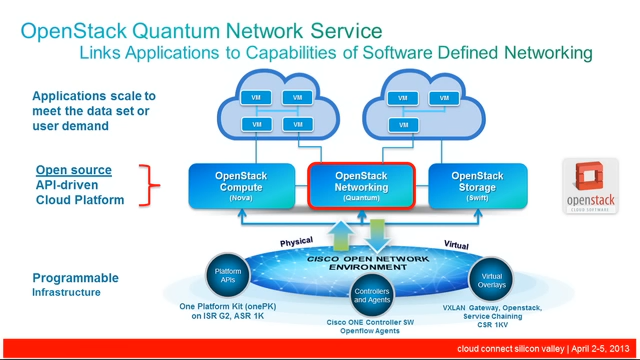 OpenStack Quantum Network Service
Links Applications to Capabilities of Software Defined Networking
Applications scale to
meet the data set or
user demand
VM
VM
VM
VM
VM
VM
VM
Open source
API-driven
Cloud Platform
OpenStack
Compute
(Nova)
OpenStack
Networking
(Quantum)
OpenStack
Storage
(Swift)
openstack
CLOUD SOFTWARE
Physical
Virtual
CISCO OPEN NETWORK
ENVIRONMENT
Programmable
Infrastructure
Platform
APIs
Controllers
and Agents
Virtual
Overlays
One Platform Kit (onePK)
on ISR G2, ASR 1K
Cisco ONE Controller SW
Openflow Agents
VXLAN Gateway, Openstack,
Service Chaining
CSR 1KV
cloud connect silicon valley | April 2-5, 2013